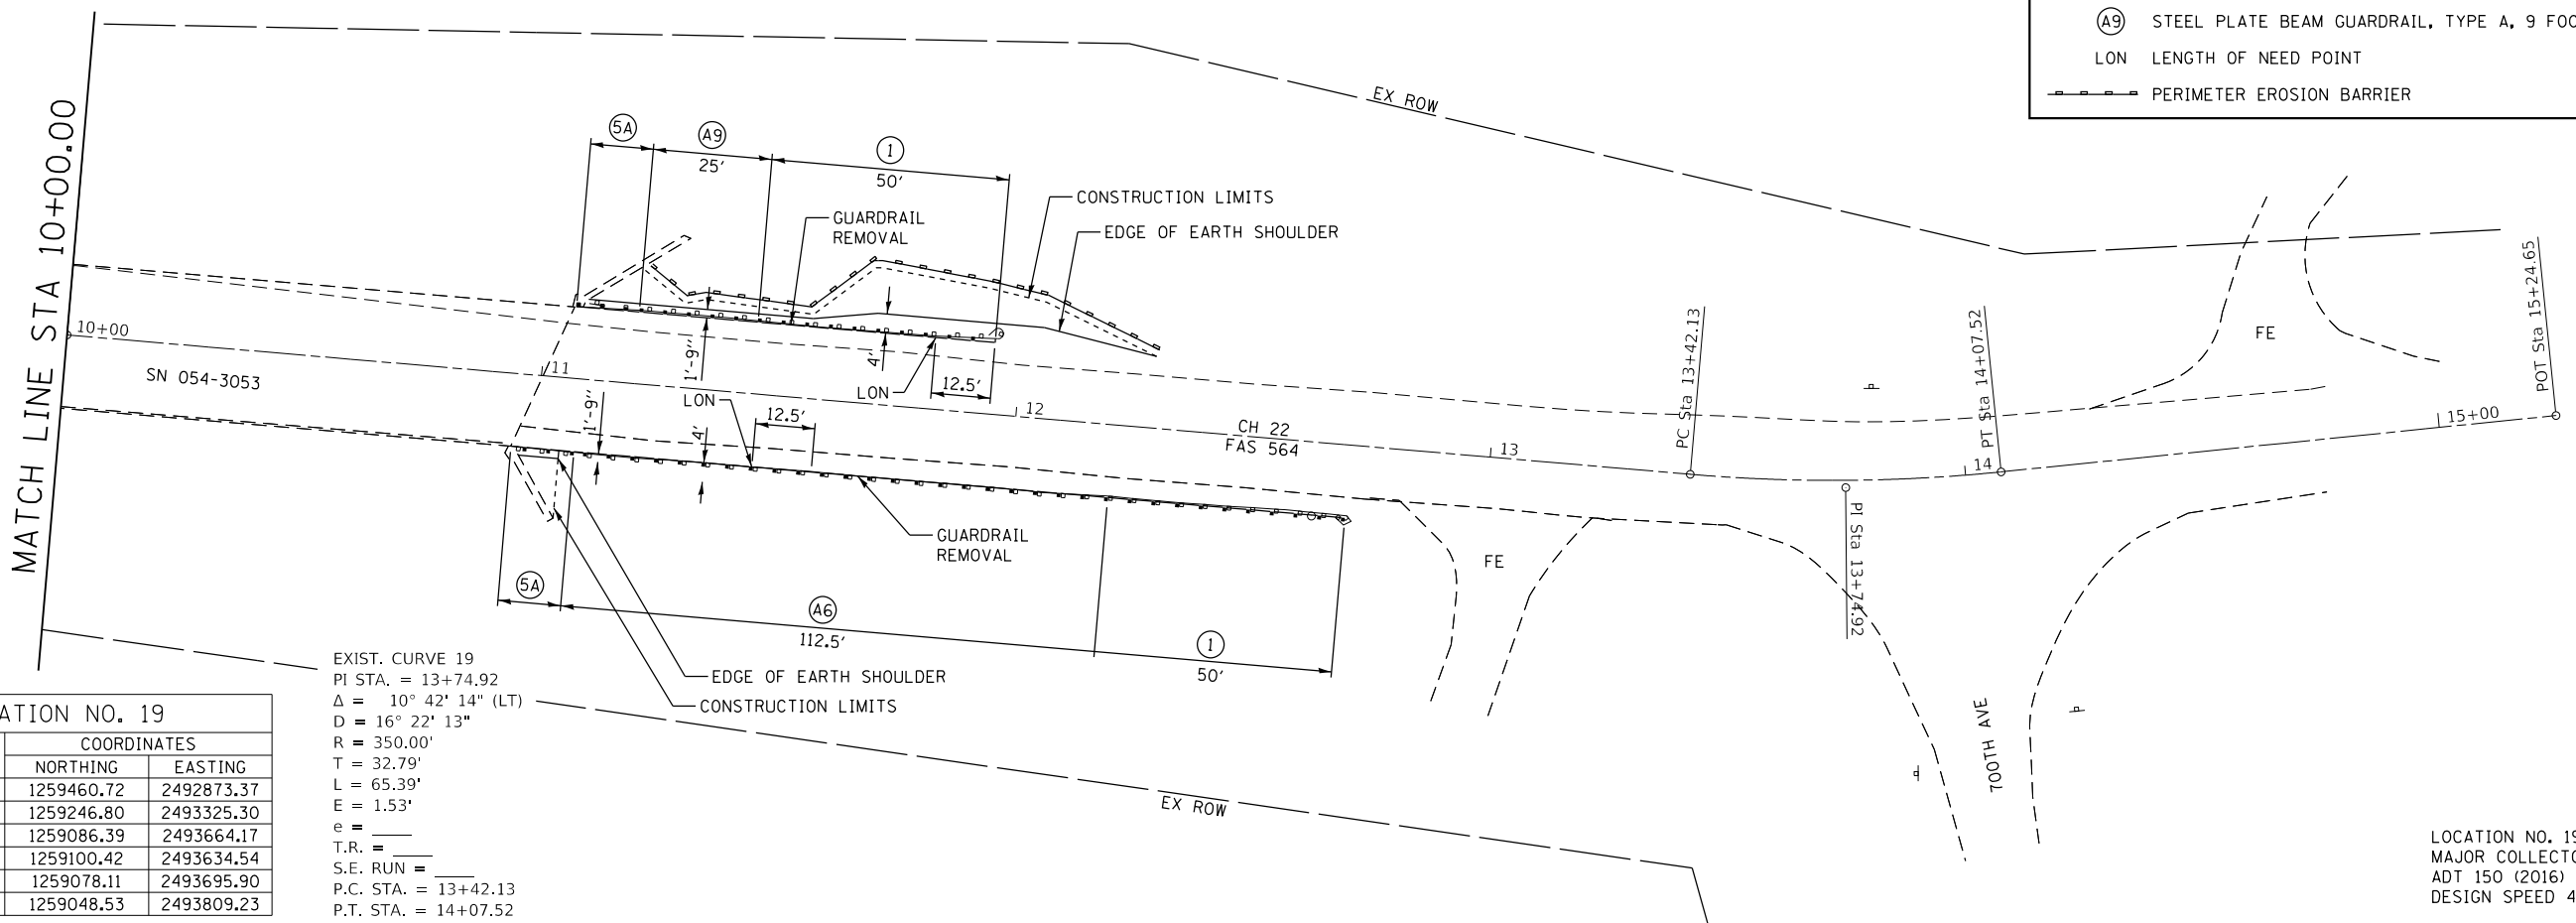 A9 STEEL PLATE BEAM GUARDRAIL, TYPE A, 9 FOO
LON LENGTH OF NEED POINT
PERIMETER EROSION BARRIER
MATCH LINE STA 10+00.00
EX ROW
5A
A9
25'
1
50'
CONSTRUCTION LIMITS
GUARDRAIL
REMOVAL
EDGE OF EARTH SHOULDER
10+00
SN 054-3053
11
1'-9"
4'
LON
12.5'
12
1'-9"
LON
4'
12.5'
CH 22
FAS 564
13
PC Sta 13+42.13
PT Sta 14+07.52
14
FE
15+00
POT Sta 15+24.65
PI Sta 13+74.92
GUARDRAIL
REMOVAL
FE
5A
A6
112.5'
1
50'
EDGE OF EARTH SHOULDER
CONSTRUCTION LIMITS
700TH AVE
EX ROW
EXIST. CURVE 19
PI STA. = 13+74.92
Δ = 10° 42' 14" (LT)
D = 16° 22' 13"
R = 350.00'
T = 32.79'
L = 65.39'
E = 1.53'
e = ____
T.R. = ____
S.E. RUN = ____
P.C. STA. = 13+42.13
P.T. STA. = 14+07.52
ATION NO. 19
COORDINATES
NORTHING EASTING
1259460.72 2492873.37
1259246.80 2493325.30
1259086.39 2493664.17
1259100.42 2493634.54
1259078.11 2493695.90
1259048.53 2493809.23
LOCATION NO. 19
MAJOR COLLECTO
ADT 150 (2016)
DESIGN SPEED 4